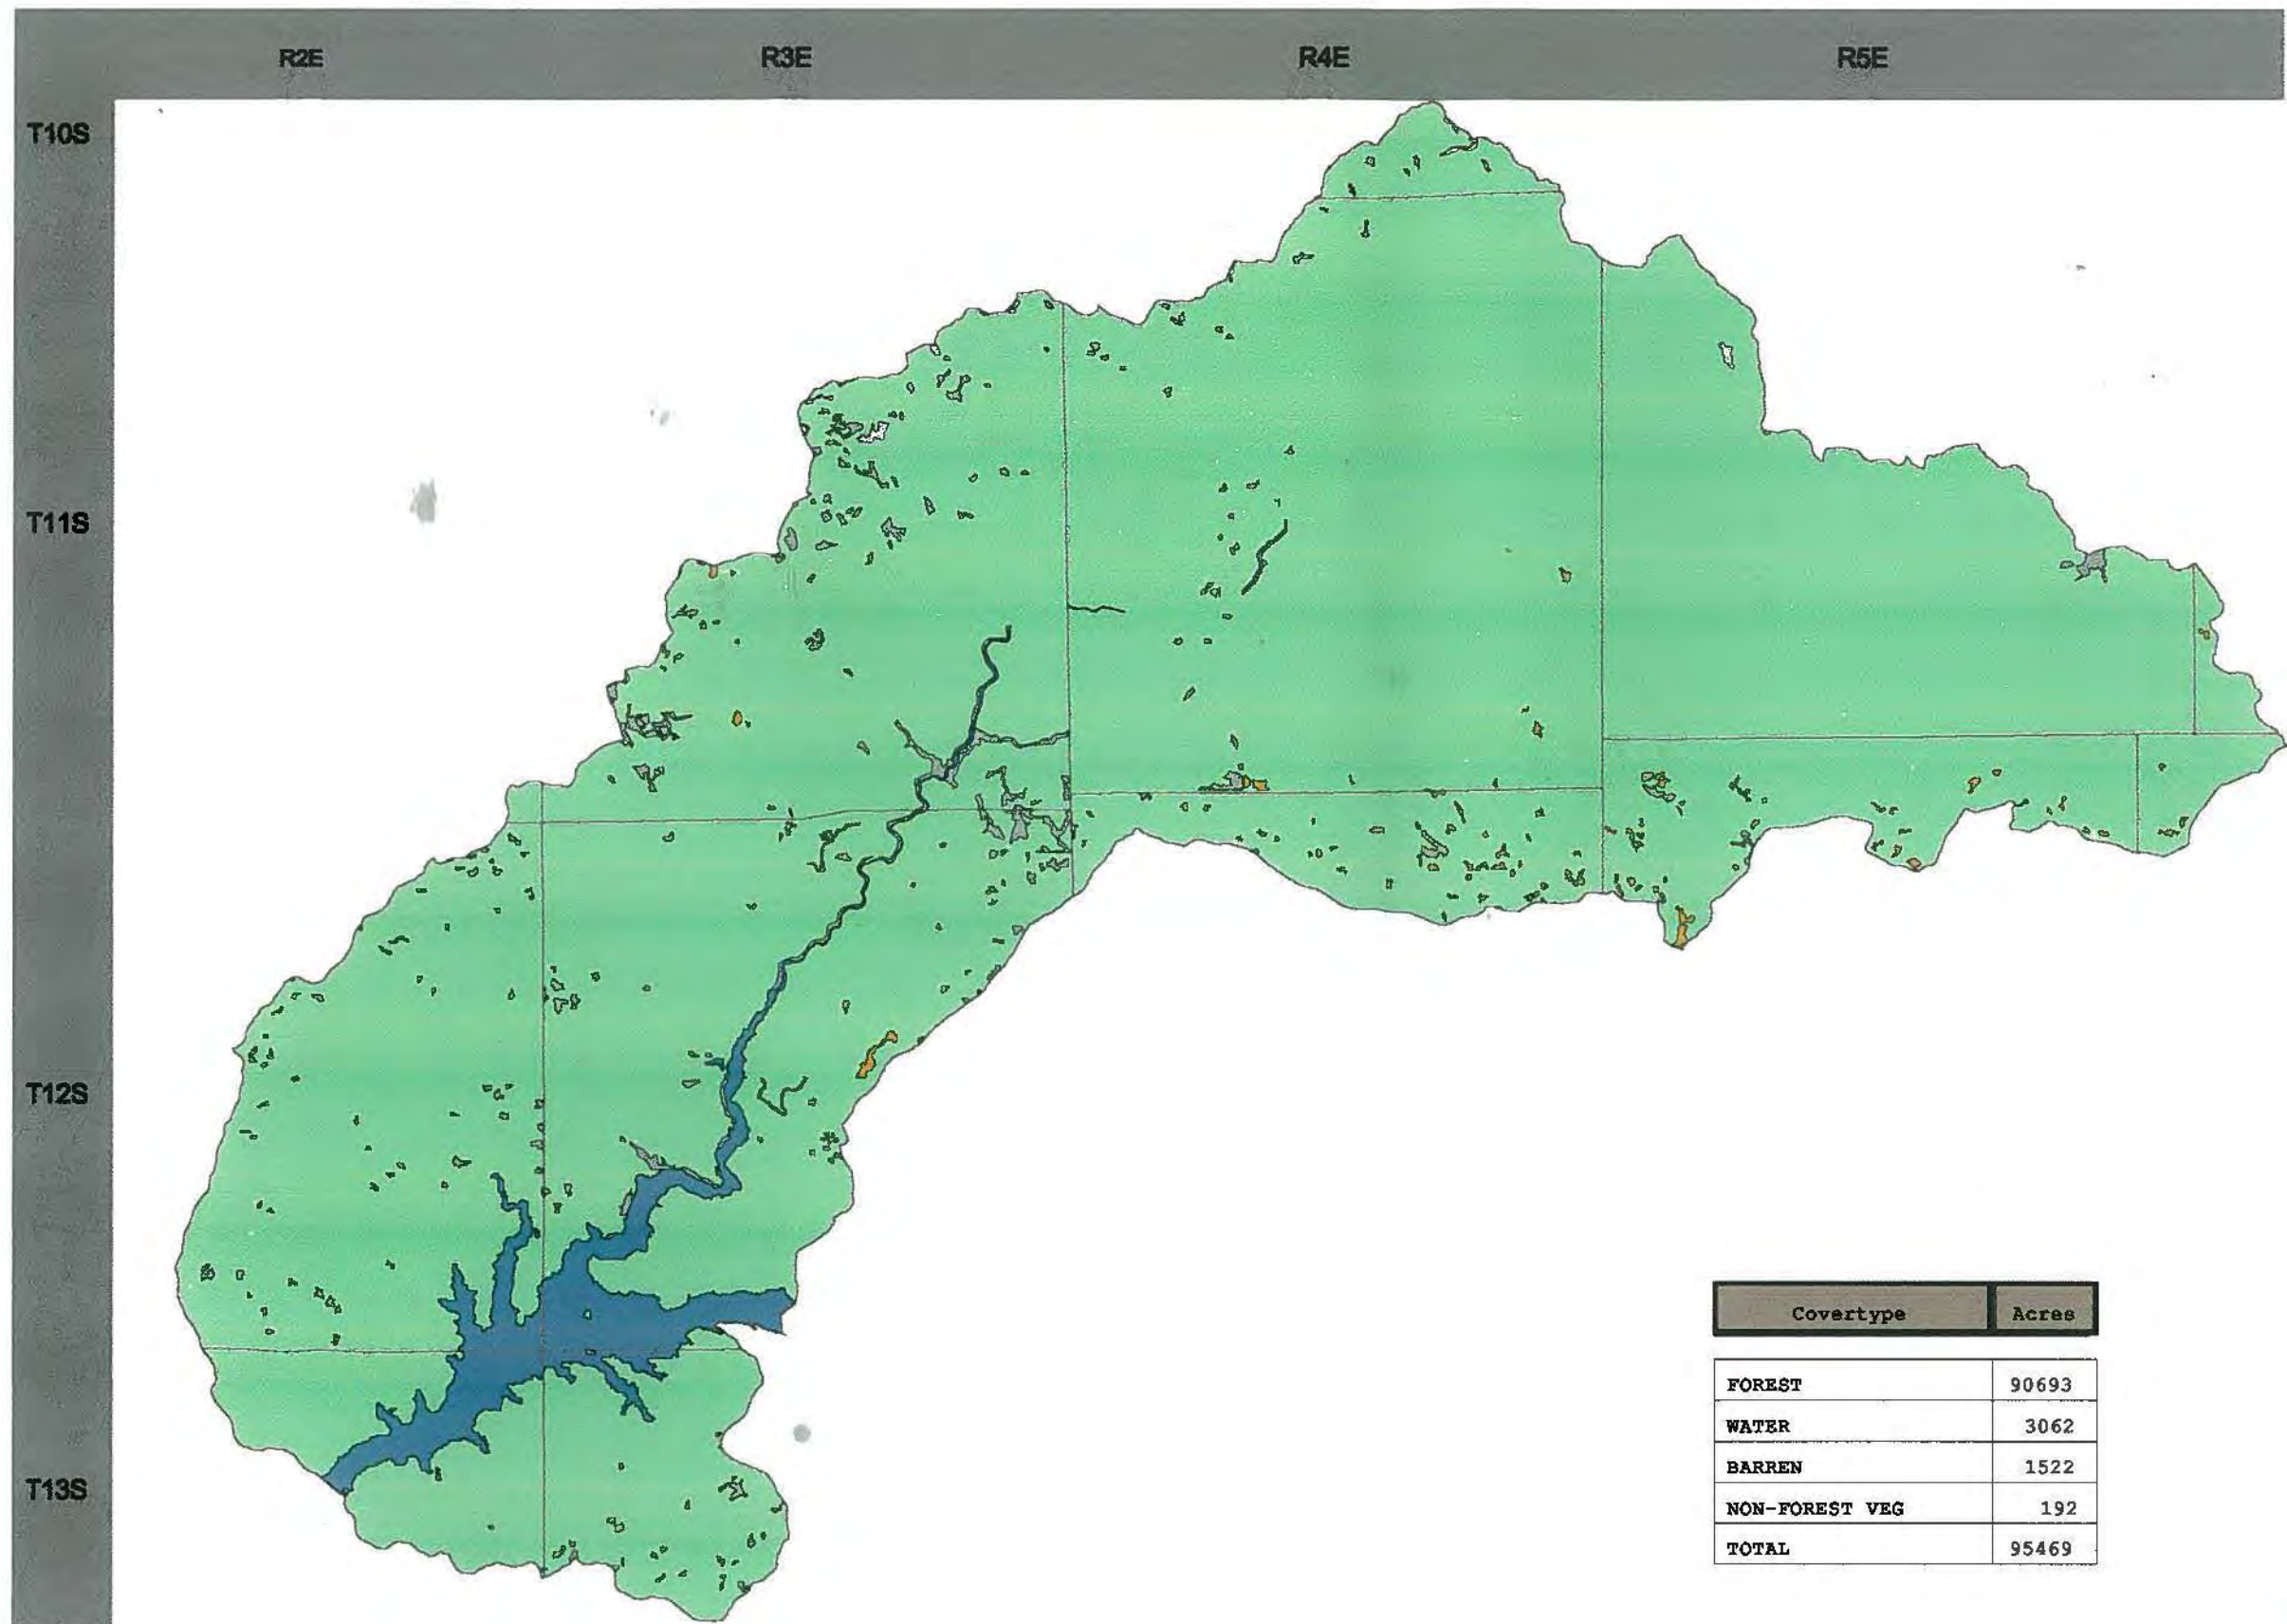 R2E R3E R4E R5E
T10S
T11S
T12S
T13S
Covertype Acres
FOREST 90693
WATER 3062
BARREN 1522
NON-FOREST VEG 192
TOTAL 95469